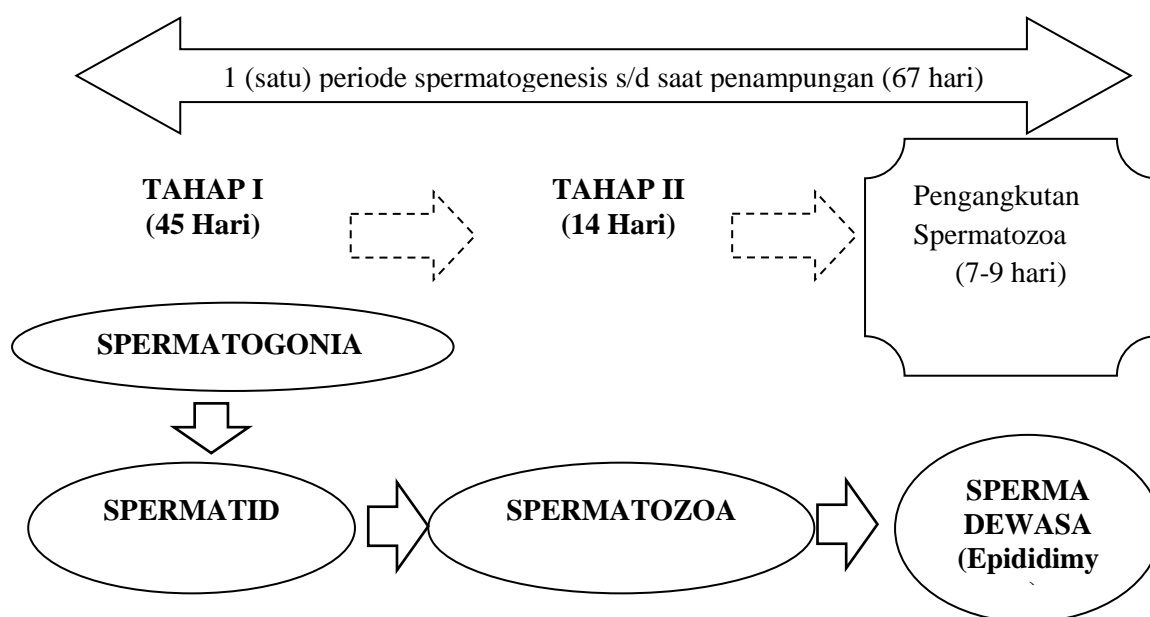 1 (satu) periode spermatogenesis s/d saat penampungan (67 hari)
TAHAP I
(45 Hari)
TAHAP II
(14 Hari)
Pengangkutan
Spermatozoa
(7-9 hari)
SPERMATOGONIA
SPERMATID
SPERMATOZOA
SPERMA
DEWASA
(Epididimy